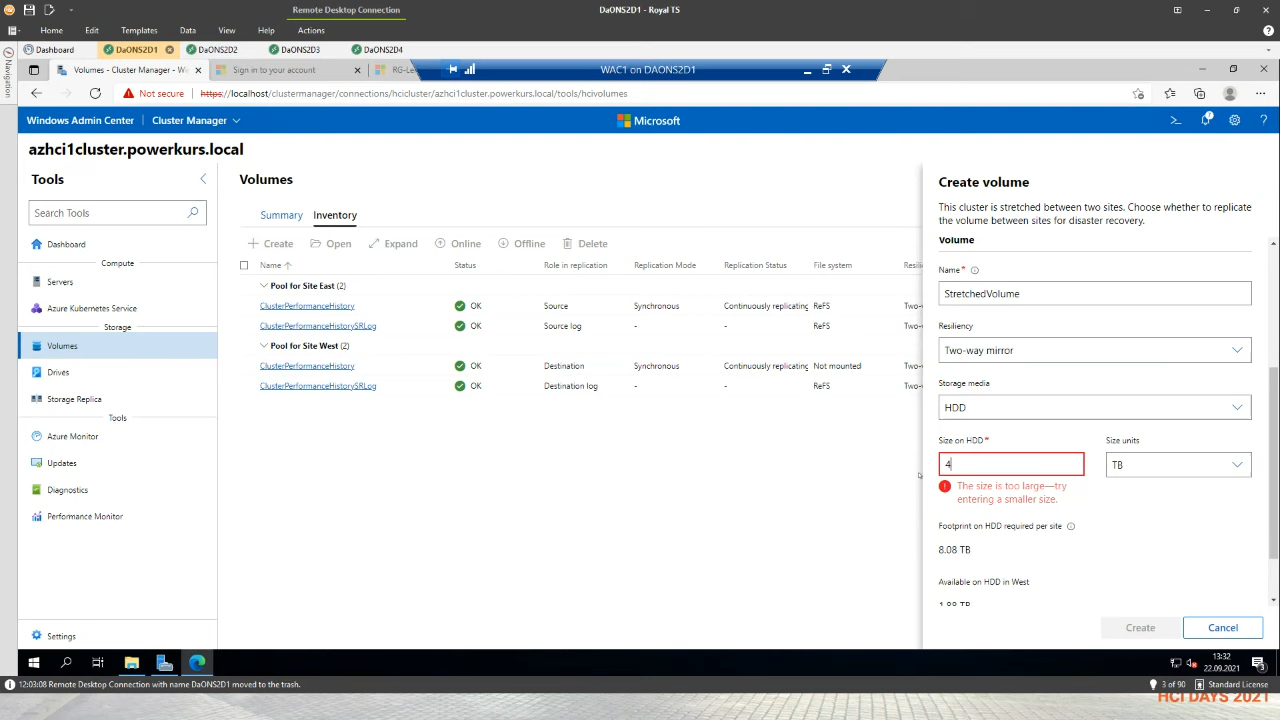 Remote Desktop Connection
DaONS2D1 - Royal TS
Home Edit Templates Data View Help Actions
Dashboard DaONS2D1 DaONS2D2 DaONS2D3 DaONS2D4
Navigation
Volumes - Cluster Manager - Wi
Sign in to your account
RG-Le
WAC1 on DAONS2D1
Not secure
https://localhost/clustermanager/connections/hcicluster/azhci1cluster.powerkurs.local/tools/hcivolumes
Windows Admin Center
Cluster Manager
Microsoft
1
azhci1cluster.powerkurs.local
Tools
Search Tools
Dashboard
Compute
Servers
Azure Kubernetes Service
Storage
Volumes
Drives
Storage Replica
Tools
Azure Monitor
Updates
Diagnostics
Performance Monitor
Settings
Volumes
Summary Inventory
Create Open Expand Online Offline Delete
Name Status Role in replication Replication Mode Replication Status File system Resili
Pool for Site East (2)
ClusterPerformanceHistory OK Source Synchronous Continuously replicating ReFS Two-
ClusterPerformanceHistorySRLog OK Source log - - ReFS Two-
Pool for Site West (2)
ClusterPerformanceHistory OK Destination Synchronous Continuously replicating Not mounted Two-
ClusterPerformanceHistorySRLog OK Destination log - - ReFS Two-
Create volume
This cluster is stretched between two sites. Choose whether to replicate
the volume between sites for disaster recovery.
Volume
Name *
StretchedVolume
Resiliency
Two-way mirror
Storage media
HDD
Size on HDD * Size units
4 TB
The size is too large—try
entering a smaller size.
Footprint on HDD required per site
8.08 TB
Available on HDD in West
Create Cancel
13:32
22.09.2021
3
12:03:08 Remote Desktop Connection with name DaONS2D1 moved to the trash.
3 of 90 Standard License
HCI DAYS 2021